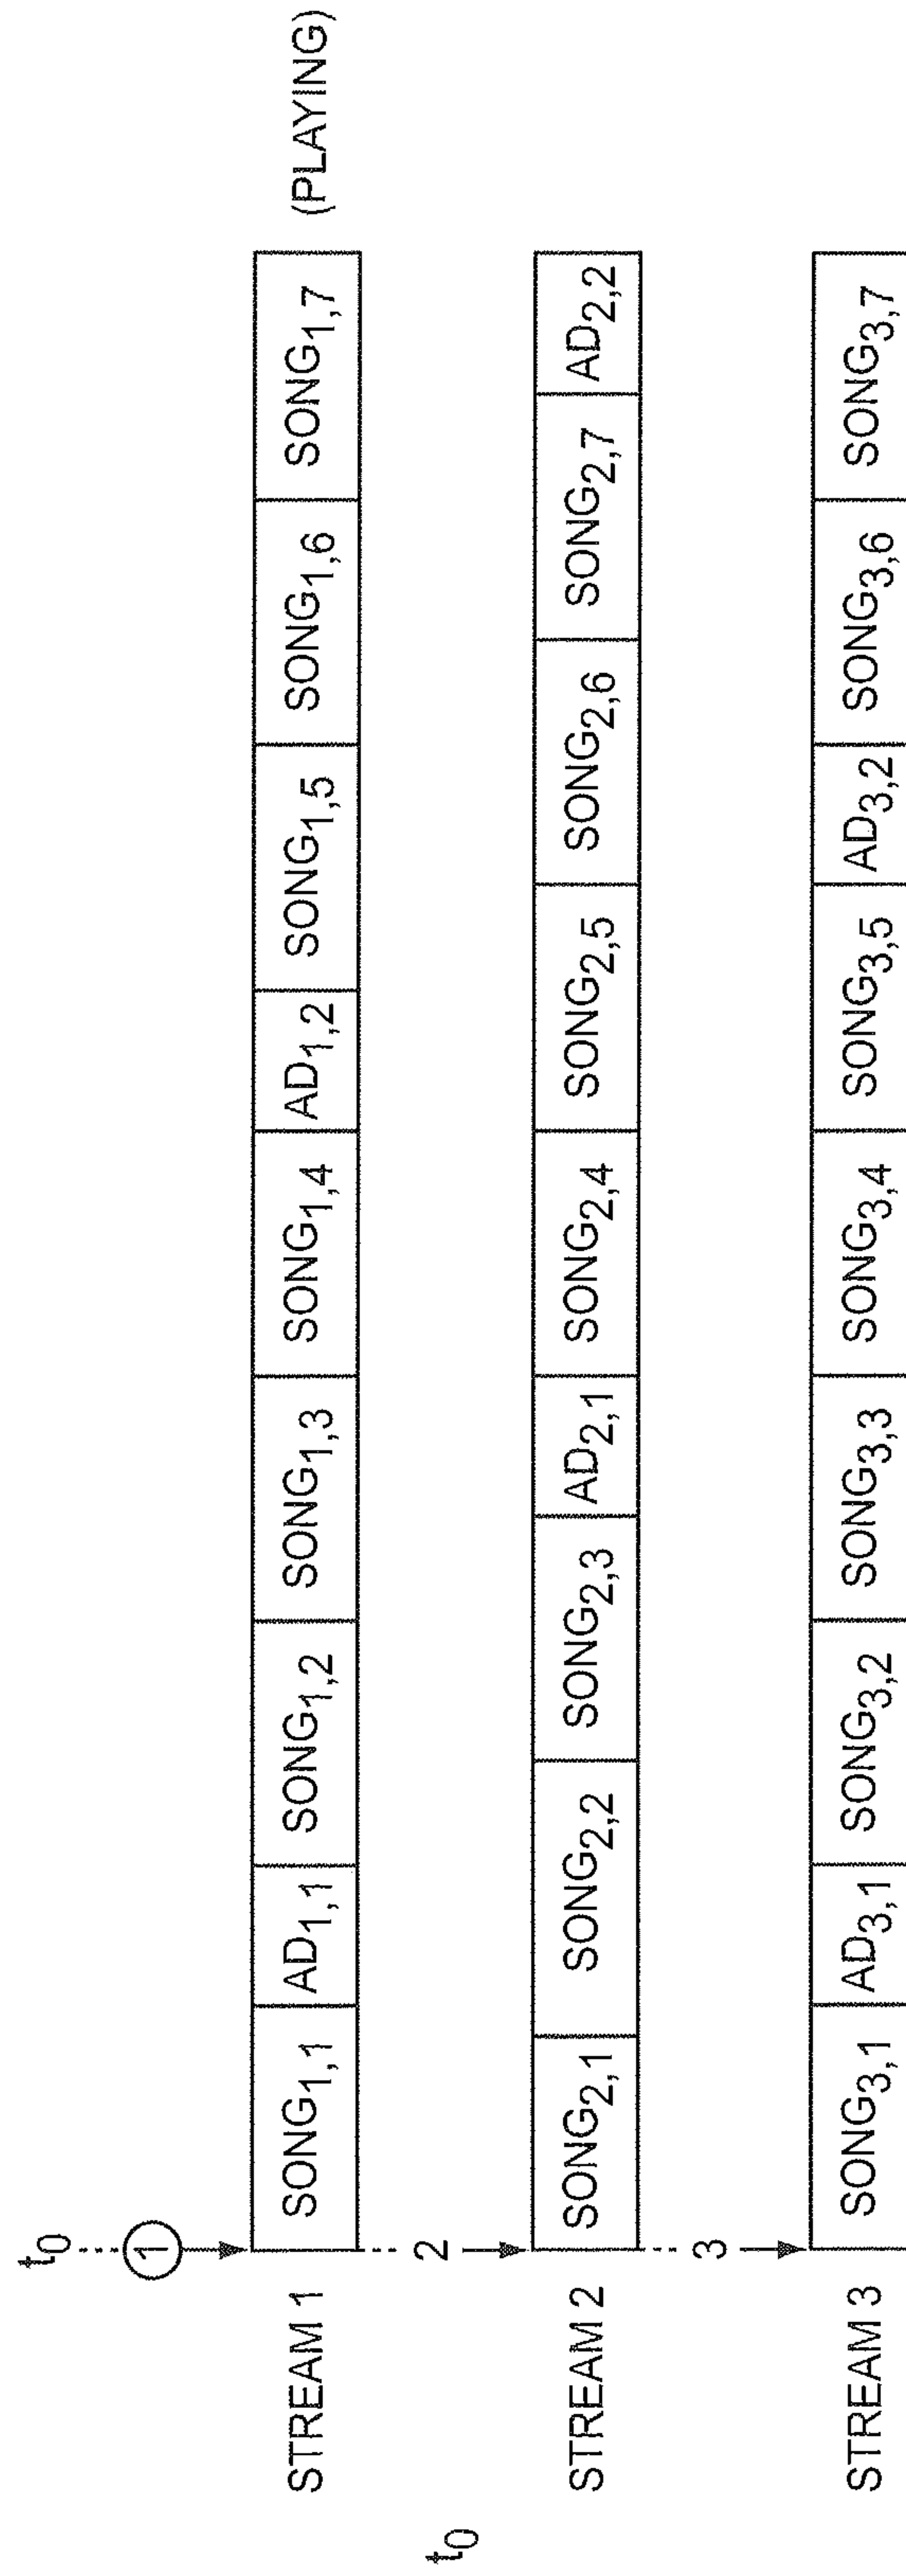 t0
1
STREAM 1 SONG1,1 AD1,1 SONG1,2 SONG1,3 SONG1,4 AD1,2 SONG1,5 SONG1,6 SONG1,7 (PLAYING)
2
t0
STREAM 2 SONG2,1 SONG2,2 SONG2,3 AD2,1 SONG2,4 SONG2,5 SONG2,6 SONG2,7 AD2,2
3
STREAM 3 SONG3,1 AD3,1 SONG3,2 SONG3,3 SONG3,4 SONG3,5 AD3,2 SONG3,6 SONG3,7